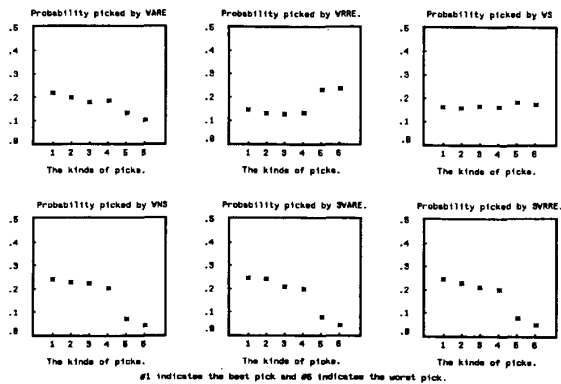 Probability picked by VARE
Probability picked by VRRE.
Probability picked by VS
.5
.4
.3
.2
.1
.0
.5
.4
.3
.2
.1
.0
.5
.4
.3
.2
.1
.0
1 2 3 4 5 6
1 2 3 4 5 6
1 2 3 4 5 6
The kinds of picks.
The kinds of picks.
The kinds of picks.
Probability picked by VNS
Probability picked by SVARE.
Probability picked by SVRRE.
.5
.4
.3
.2
.1
.0
.5
.4
.3
.2
.1
.0
.5
.4
.3
.2
.1
.0
1 2 3 4 5 6
1 2 3 4 5 6
1 2 3 4 5 6
The kinds of picks.
The kinds of picks.
The kinds of picks.
#1 indicates the best pick and #6 indicates the worst pick.